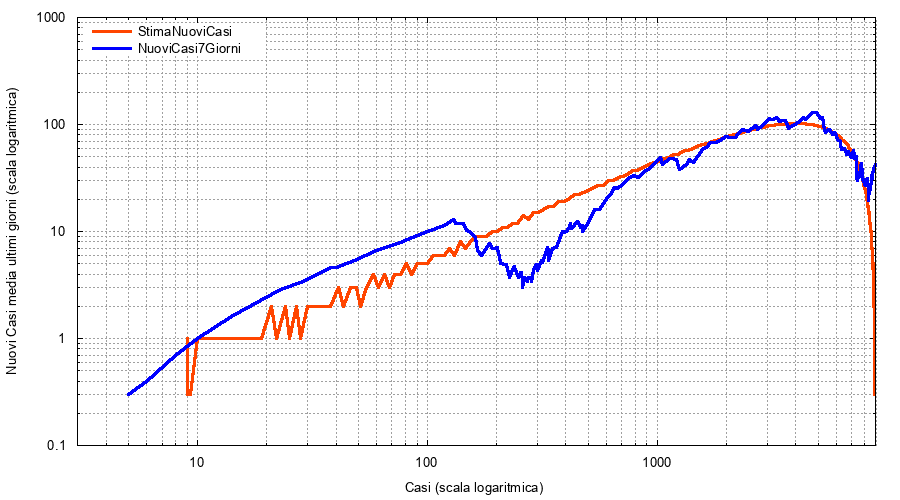 1000
100
10
1
0.1
StimaNuoviCasi
NuoviCasi7Giorni
Nuovi Casi media ultimi giorni (scala logaritmica)
10 100 1000
Casi (scala logaritmica)